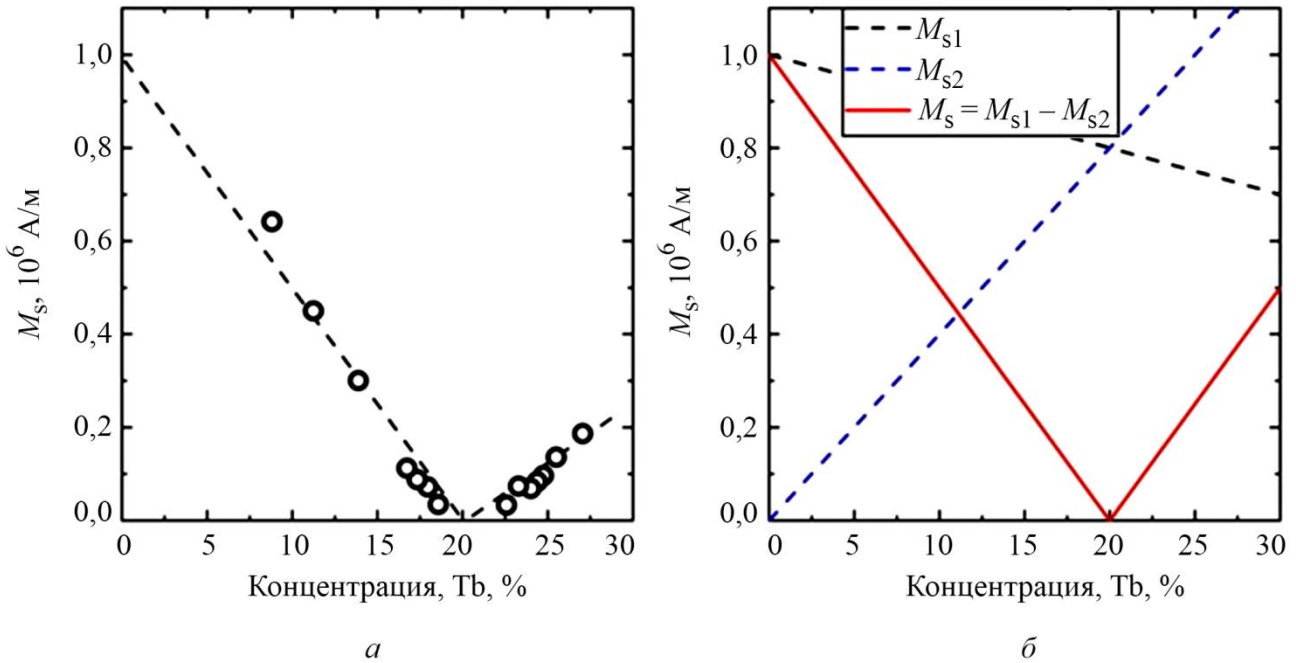 1,0
0,8
0,6
0,4
0,2
0,0
M_s, 10^6 А/м
0 5 10 15 20 25 30
Концентрация, Tb, %
а
1,0
0,8
0,6
0,4
0,2
0,0
M_s, 10^6 А/м
M_s1
M_s2
M_s = M_s1 – M_s2
0 5 10 15 20 25 30
Концентрация, Tb, %
б